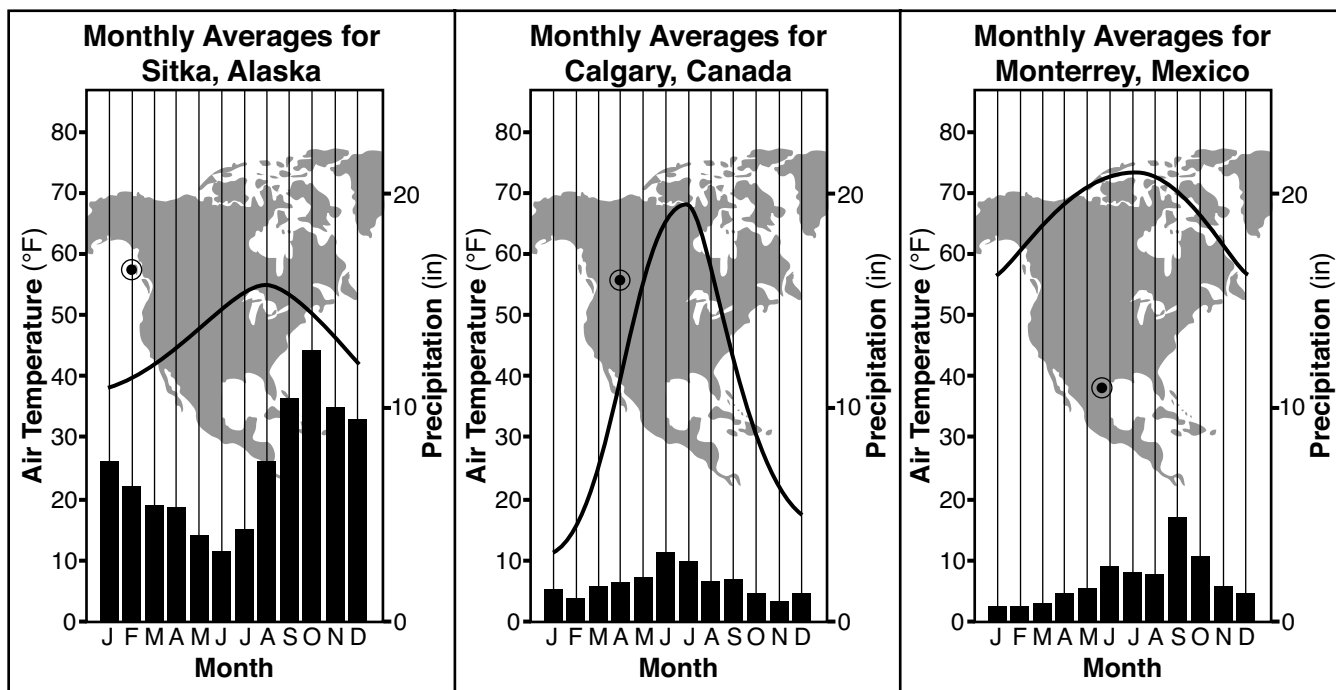 Monthly Averages for
Sitka, Alaska
80
70
60
50
40
30
20
10
0
Air Temperature (°F)
20
10
0
Precipitation (in)
J F M A M J J A S O N D
Month
Monthly Averages for
Calgary, Canada
80
70
60
50
40
30
20
10
0
Air Temperature (°F)
20
10
0
Precipitation (in)
J F M A M J J A S O N D
Month
Monthly Averages for
Monterrey, Mexico
80
70
60
50
40
30
20
10
0
Air Temperature (°F)
20
10
0
Precipitation (in)
J F M A M J J A S O N D
Month